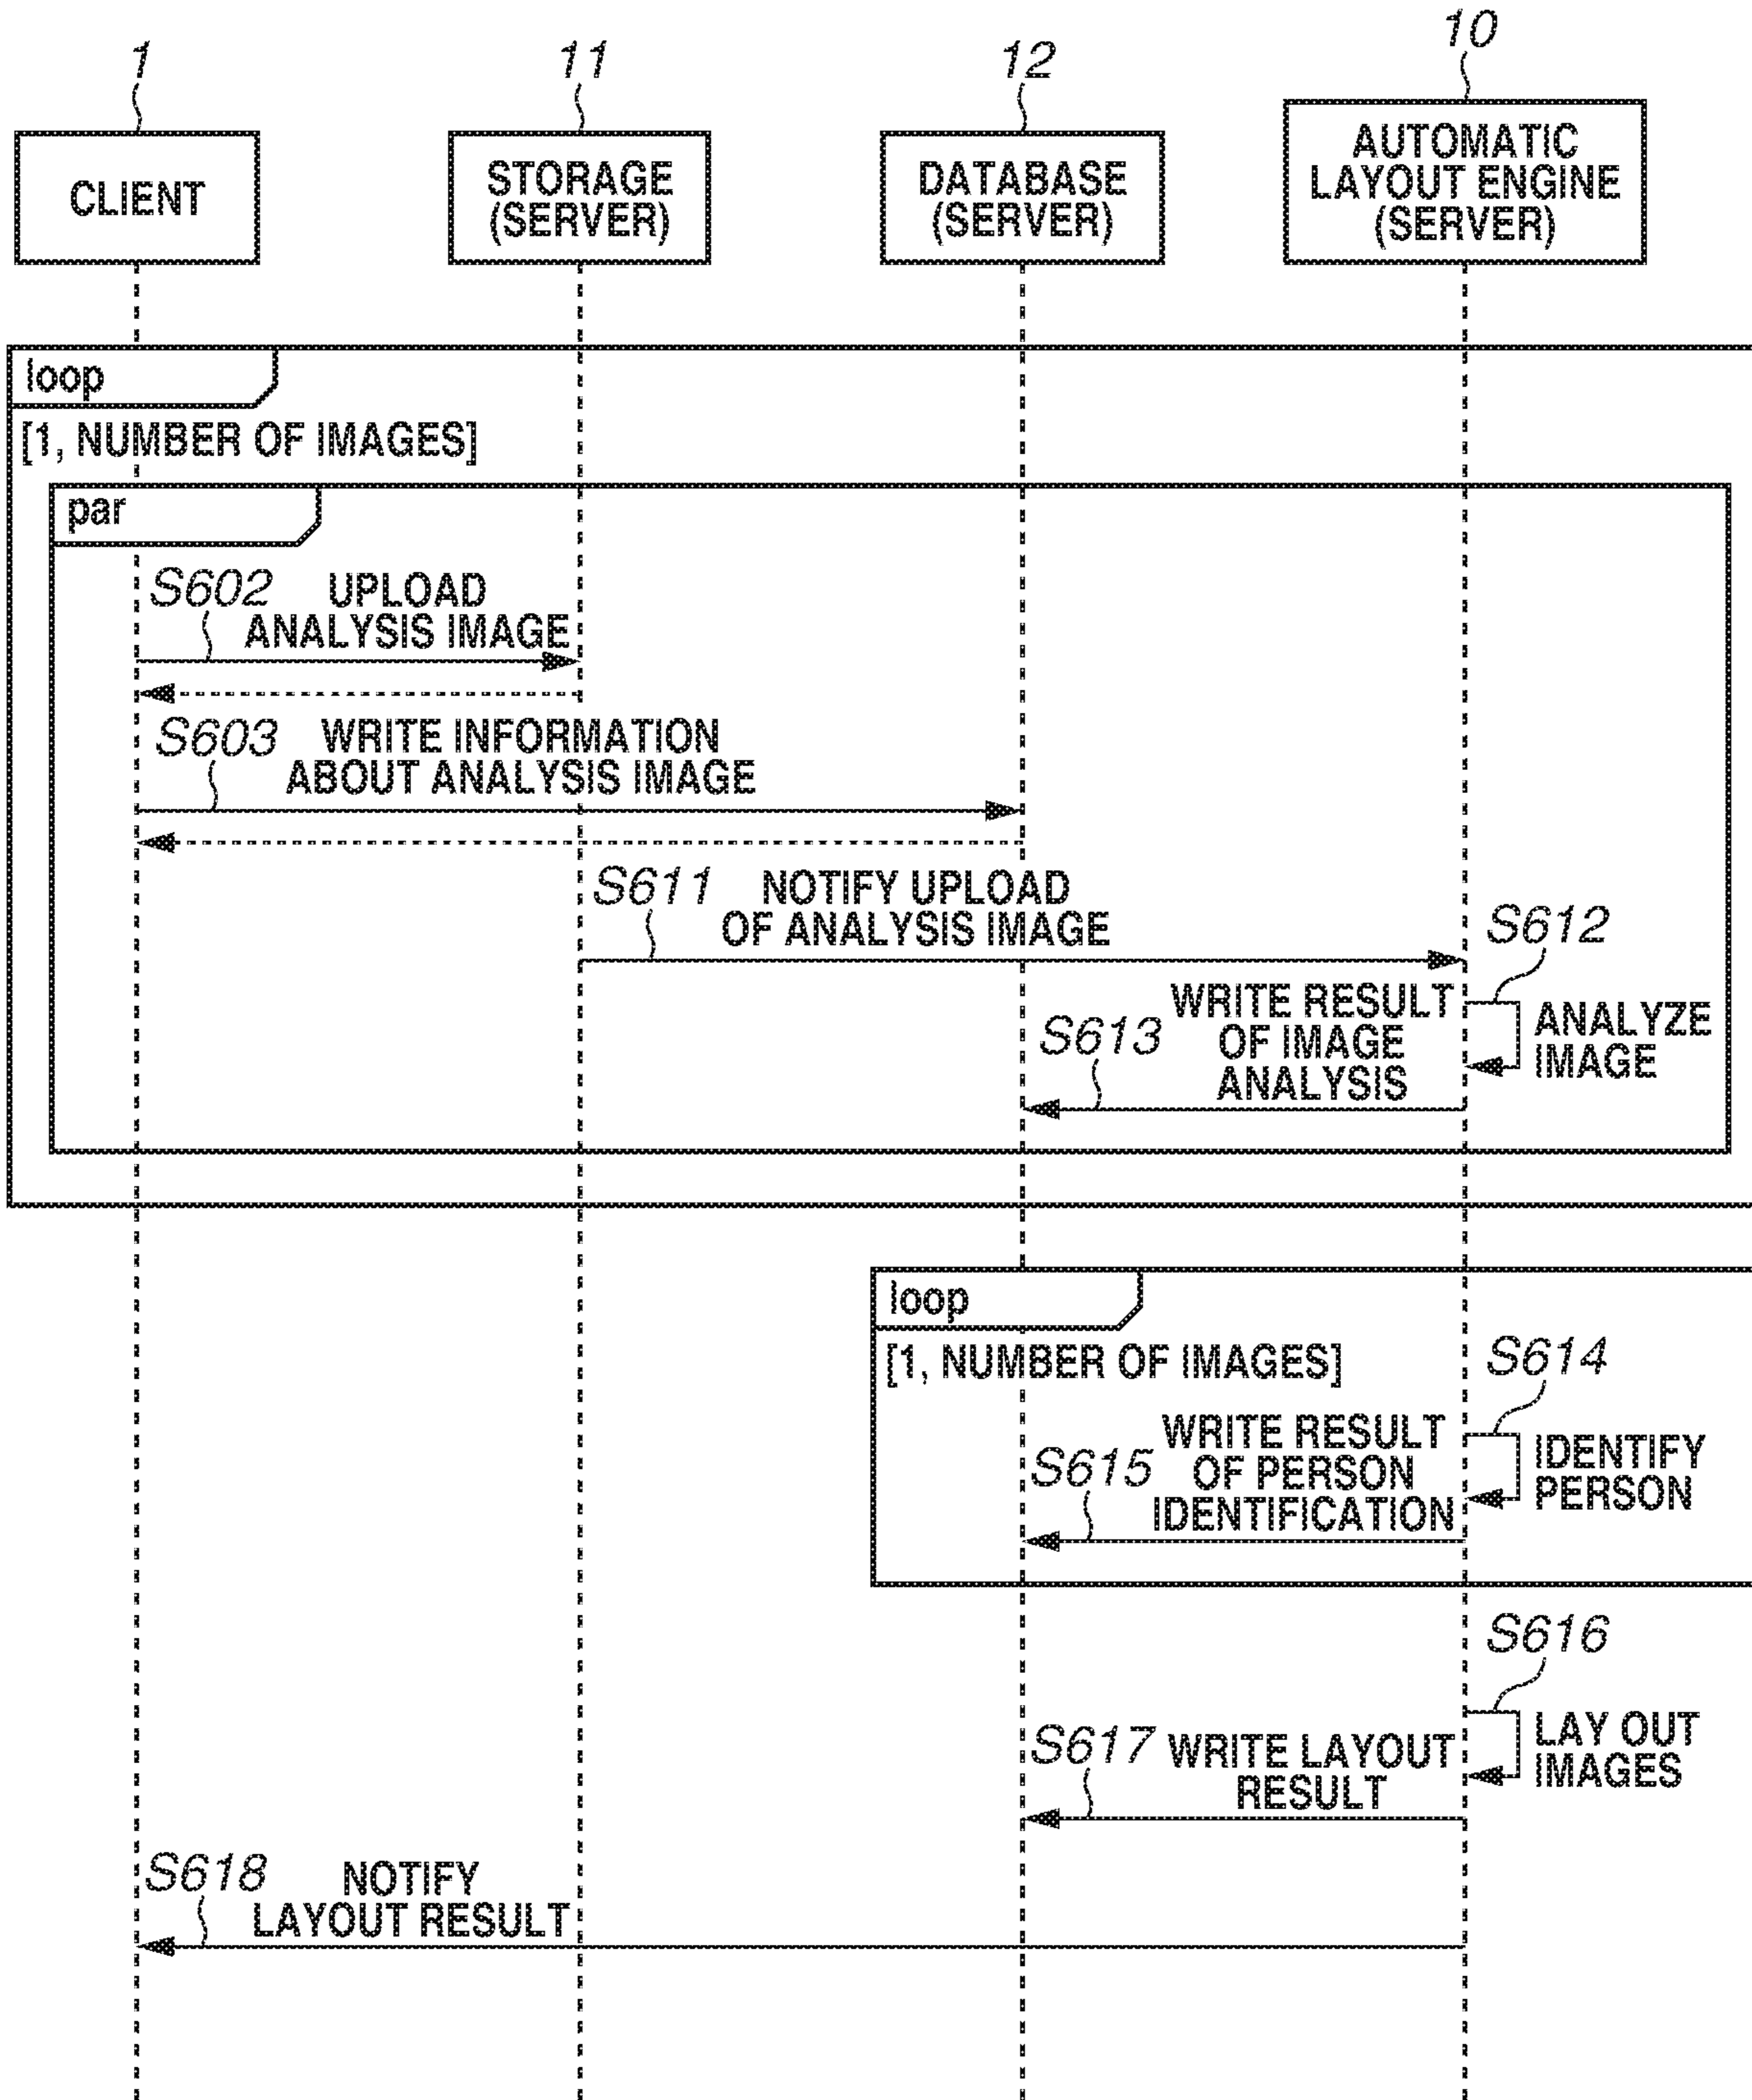 1
11
12
10
CLIENT
STORAGE
(SERVER)
DATABASE
(SERVER)
AUTOMATIC
LAYOUT ENGINE
(SERVER)
loop
[1, NUMBER OF IMAGES]
par
S602
UPLOAD
ANALYSIS IMAGE
S603
WRITE INFORMATION
ABOUT ANALYSIS IMAGE
S611
NOTIFY UPLOAD
OF ANALYSIS IMAGE
S612
ANALYZE
IMAGE
S613
WRITE RESULT
OF IMAGE
ANALYSIS
loop
[1, NUMBER OF IMAGES]
S614
IDENTIFY
PERSON
S615
WRITE RESULT
OF PERSON
IDENTIFICATION
S616
LAY OUT
IMAGES
S617
WRITE LAYOUT
RESULT
S618
NOTIFY
LAYOUT RESULT